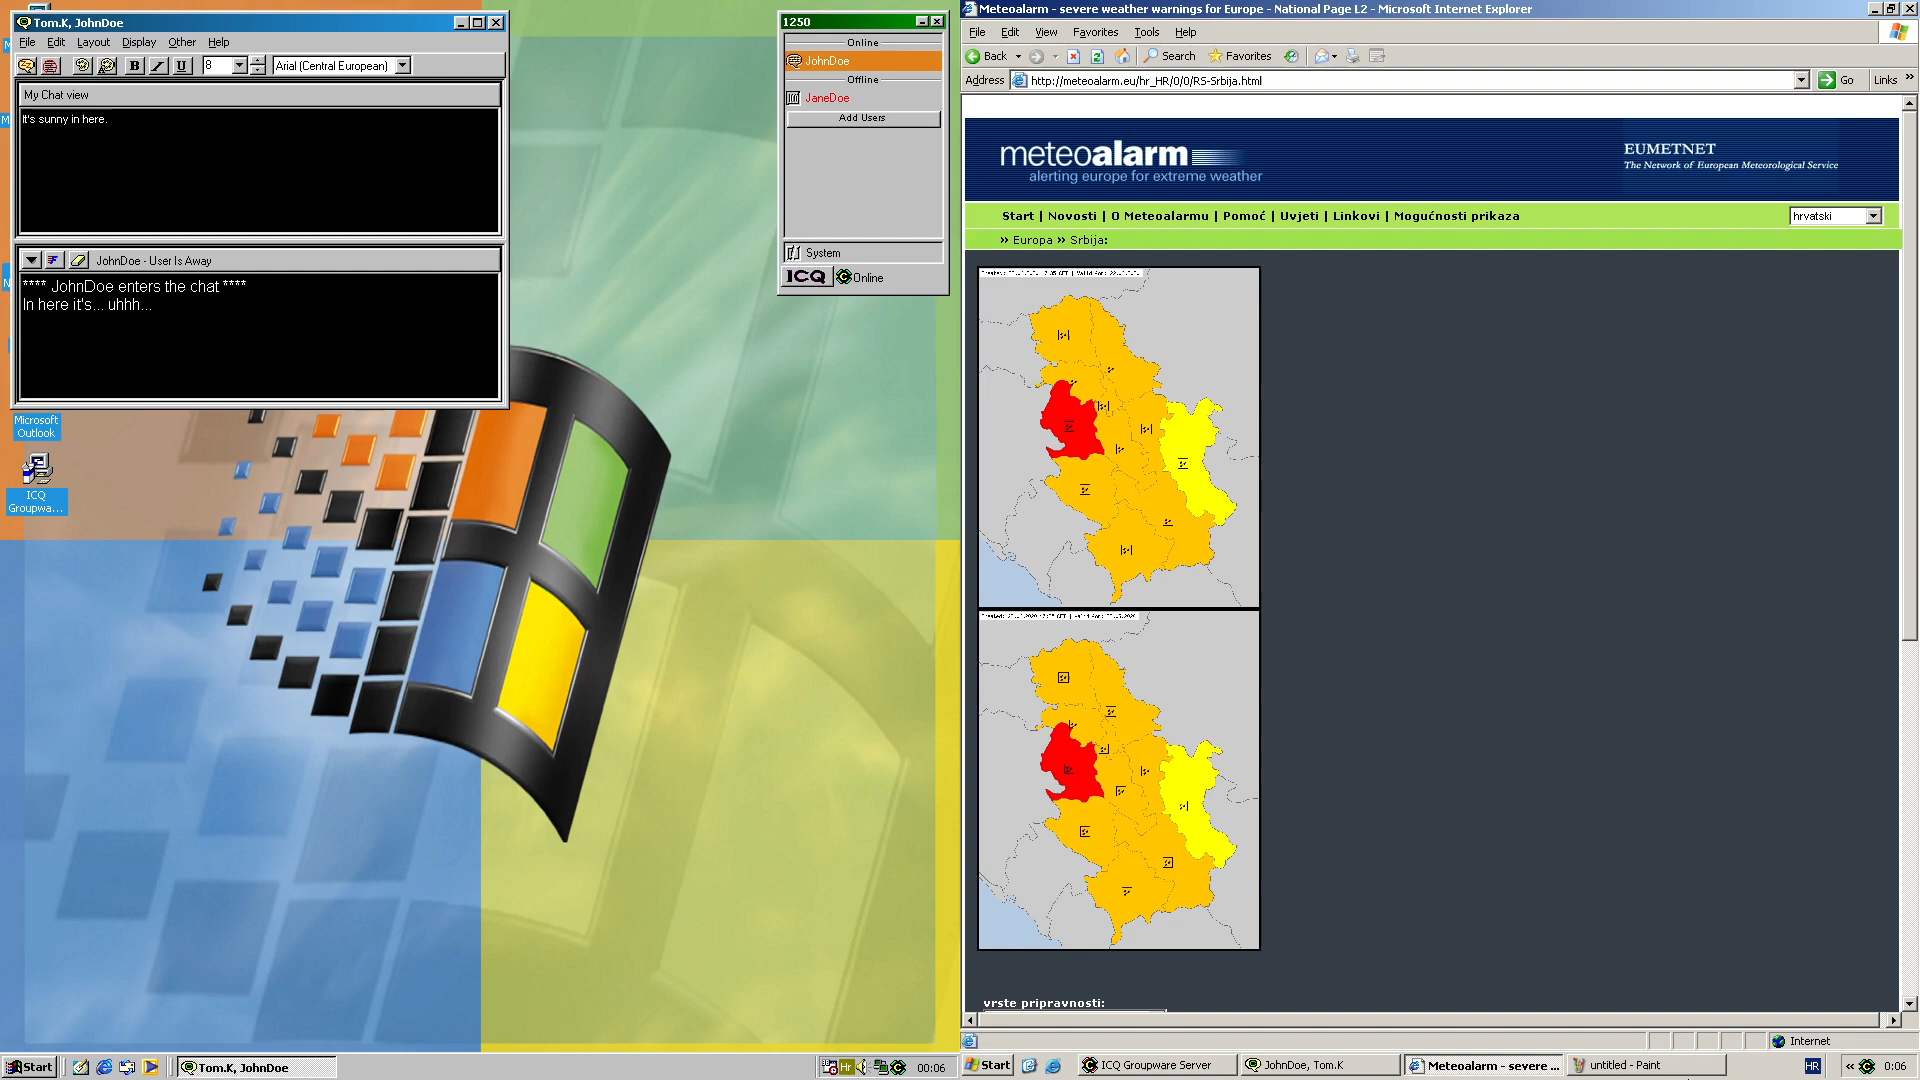 Tom.K, JohnDoe
File Edit Layout Display Other Help
B I U 8 Arial (Central European)
My Chat view
It's sunny in here.
JohnDoe - User Is Away
**** JohnDoe enters the chat ****
In here it's... uhhh...
Microsoft
Outlook
ICQ
Groupwa...
1250
Online
JohnDoe
Offline
JaneDoe
Add Users
System
ICQ Online
Start
Tom.K, JohnDoe
Hr
00:06
Meteoalarm - severe weather warnings for Europe - National Page L2 - Microsoft Internet Explorer
File Edit View Favorites Tools Help
Back Search Favorites
Address http://meteoalarm.eu/hr_HR/0/0/RS-Srbija.html Go Links »
meteoalarm
alerting europe for extreme weather
EUMETNET
The Network of European Meteorological Service
Start | Novosti | O Meteoalarmu | Pomoć | Uvjeti | Linkovi | Mogućnosti prikaza
hrvatski
» Europa » Srbija:
vrste pripravnosti:
Internet
Start
ICQ Groupware Server
JohnDoe, Tom.K
Meteoalarm - severe ...
untitled - Paint
HR
« 0:06